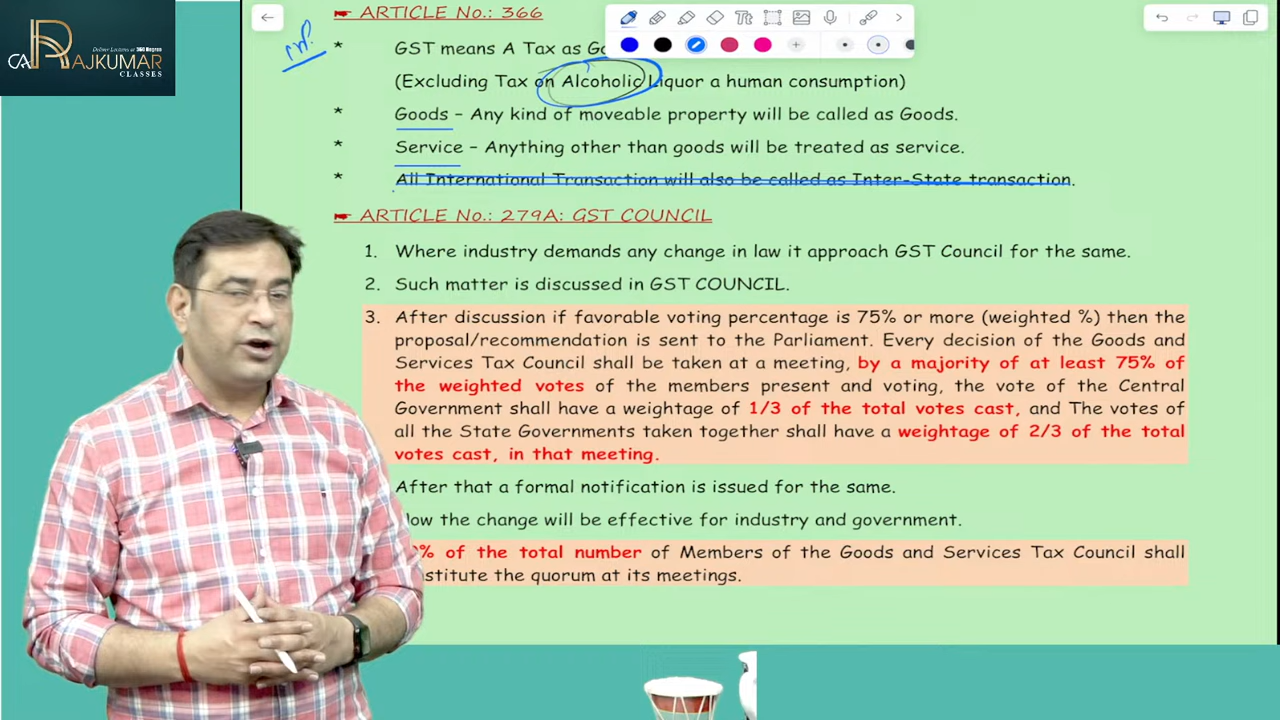 Deliver Lectures at 360 Degree
CA RAJKUMAR
CLASSES
ARTICLE No.: 366
* GST means A Tax as
(Excluding Tax on Alcoholic Liquor a human consumption)
* Goods – Any kind of moveable property will be called as Goods.
* Service – Anything other than goods will be treated as service.
* All International Transaction will also be called as Inter-State transaction.
ARTICLE No.: 279A: GST COUNCIL
1. Where industry demands any change in law it approach GST Council for the same.
2. Such matter is discussed in GST COUNCIL.
3. After discussion if favorable voting percentage is 75% or more (weighted %) then the
proposal/recommendation is sent to the Parliament. Every decision of the Goods and
Services Tax Council shall be taken at a meeting, by a majority of at least 75% of
the weighted votes of the members present and voting, the vote of the Central
Government shall have a weightage of 1/3 of the total votes cast, and The votes of
all the State Governments taken together shall have a weightage of 2/3 of the total
votes cast, in that meeting.
After that a formal notification is issued for the same.
the change will be effective for industry and government.
% of the total number of Members of the Goods and Services Tax Council shall
the quorum at its meetings.